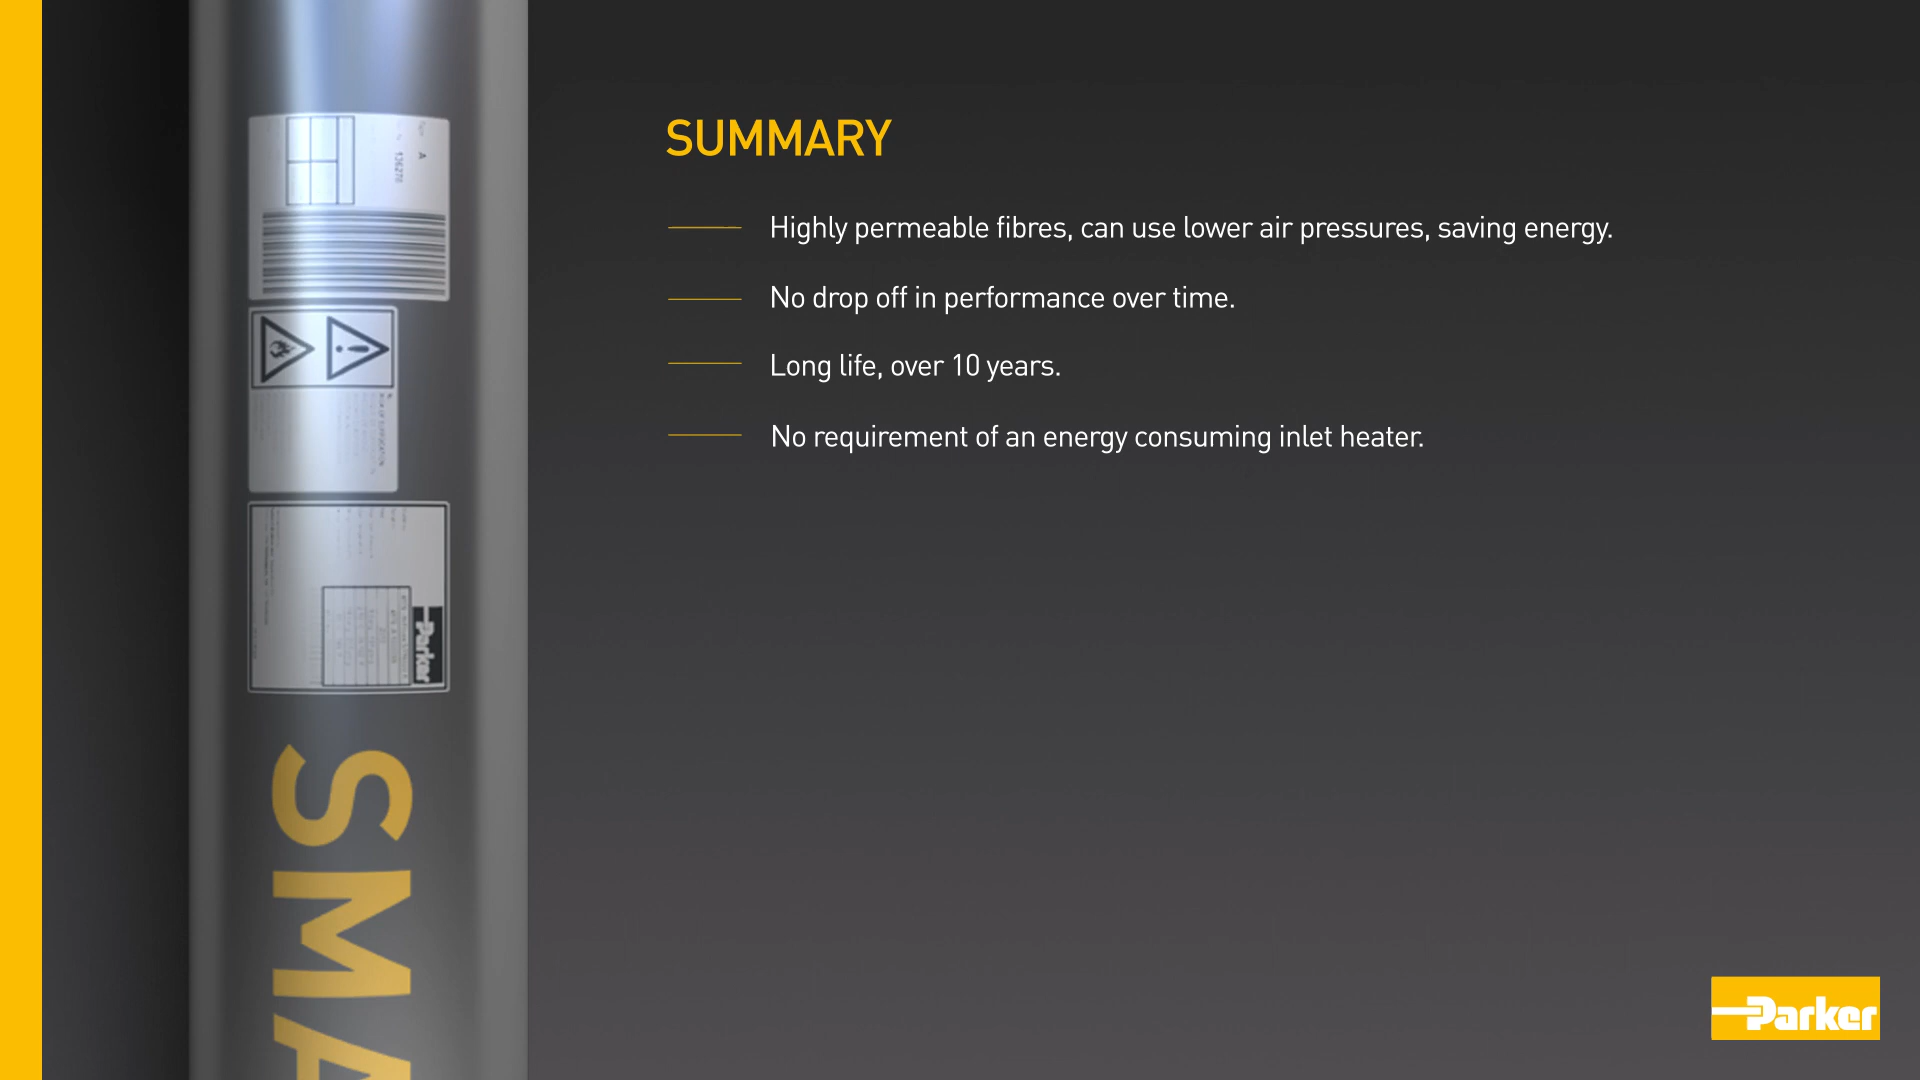 SUMMARY
Highly permeable fibres, can use lower air pressures, saving energy.
No drop off in performance over time.
Long life, over 10 years.
No requirement of an energy consuming inlet heater.
A
136270
Parker
SMA
Parker